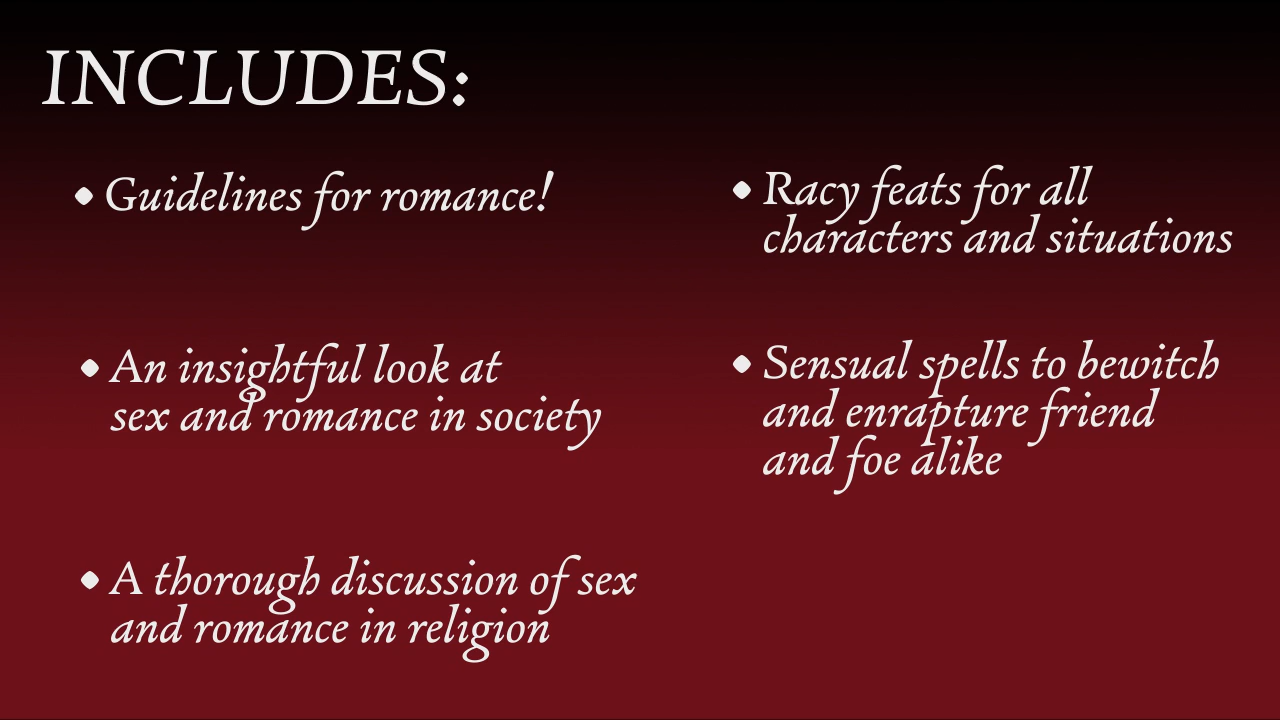 INCLUDES:
• Guidelines for romance!
• An insightful look at
sex and romance in society
• A thorough discussion of sex
and romance in religion
• Racy feats for all
characters and situations
• Sensual spells to bewitch
and enrapture friend
and foe alike